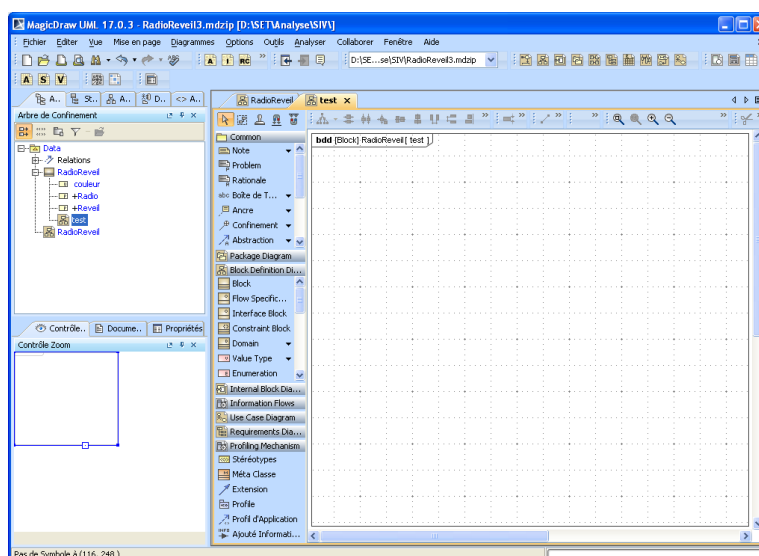 MagicDraw UML 17.0.3 - RadioReveil3.mdzip [D:\SET\Analyse\SIV\]
Fichier Editer Vue Mise en page Diagrammes Options Outils Analyser Collaborer Fenêtre Aide
A I RC » D:\SE...se\SIV\RadioReveil3.mdzip
A S V
A.. St.. A.. D.. <> A..
RadioReveil test x
Arbre de Confinement
Data
Relations
RadioReveil
couleur
+Radio
+Reveil
test
RadioReveil
Contrôle.. Docume.. Propriétés
Contrôle Zoom
Common
Note
Problem
Rationale
abc Boîte de T...
Ancre
Confinement
Abstraction
Package Diagram
Block Definition Di...
Block
Flow Specific...
Interface Block
Constraint Block
Domain
Value Type
Enumeration
Internal Block Dia...
Information Flows
Use Case Diagram
Requirements Dia...
Profiling Mechanism
Stéréotypes
Méta Classe
Extension
Profile
Profil d'Application
Ajouté Informati...
bdd [Block] RadioReveil [ test ]
Pas de Symbole á (116, 248 )